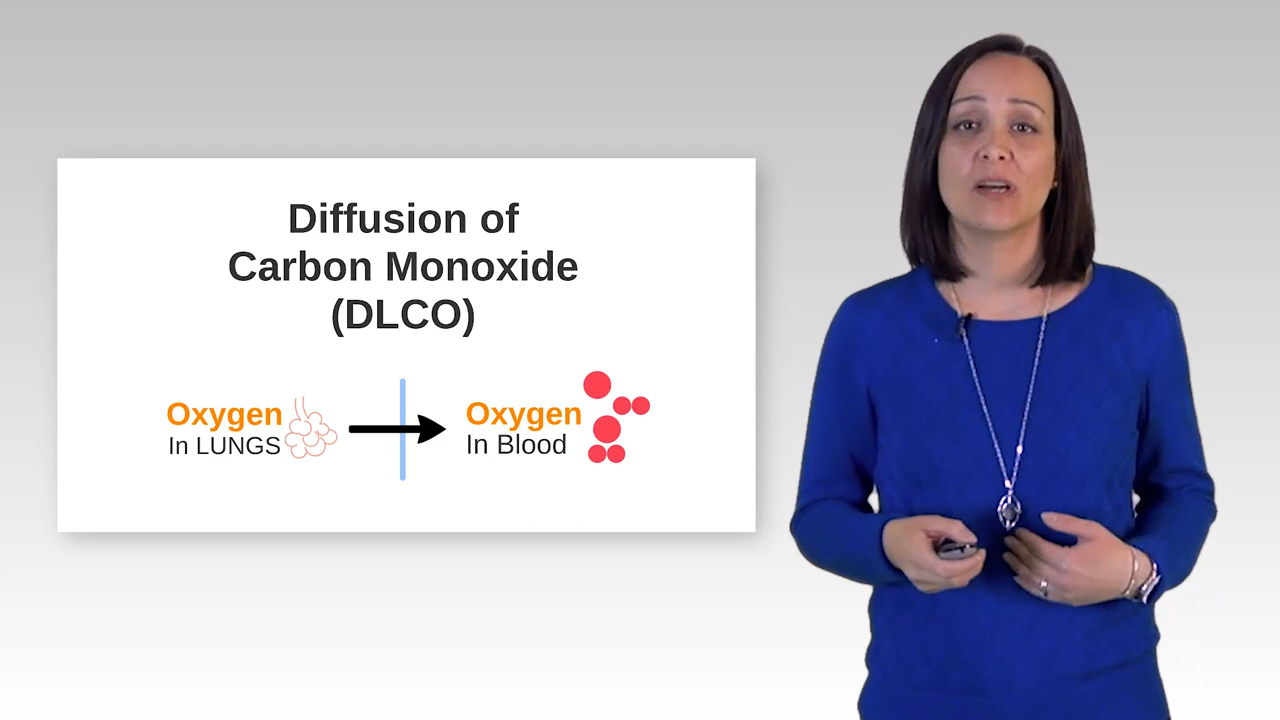 Diffusion of
Carbon Monoxide
(DLCO)
Oxygen
In LUNGS
Oxygen
In Blood